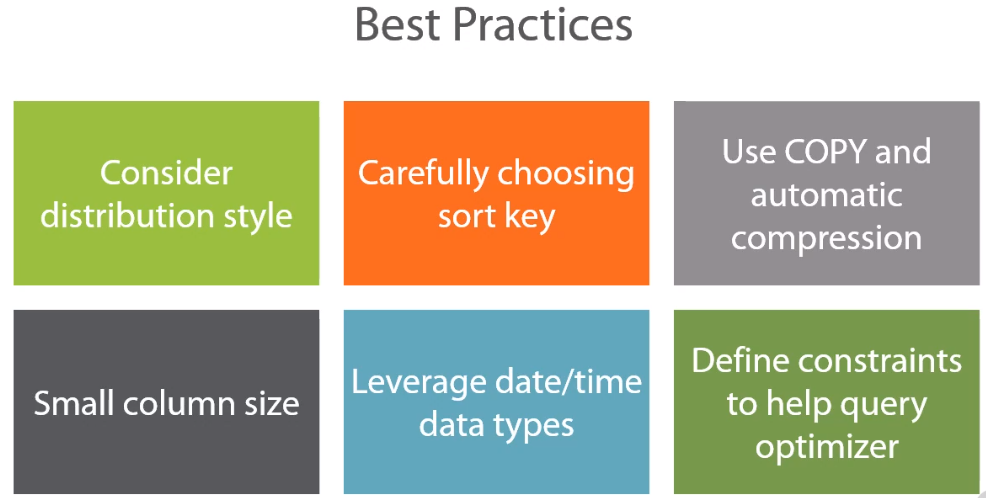 Best Practices
Consider
distribution style
Carefully choosing
sort key
Use COPY and
automatic
compression
Small column size
Leverage date/time
data types
Define constraints
to help query
optimizer